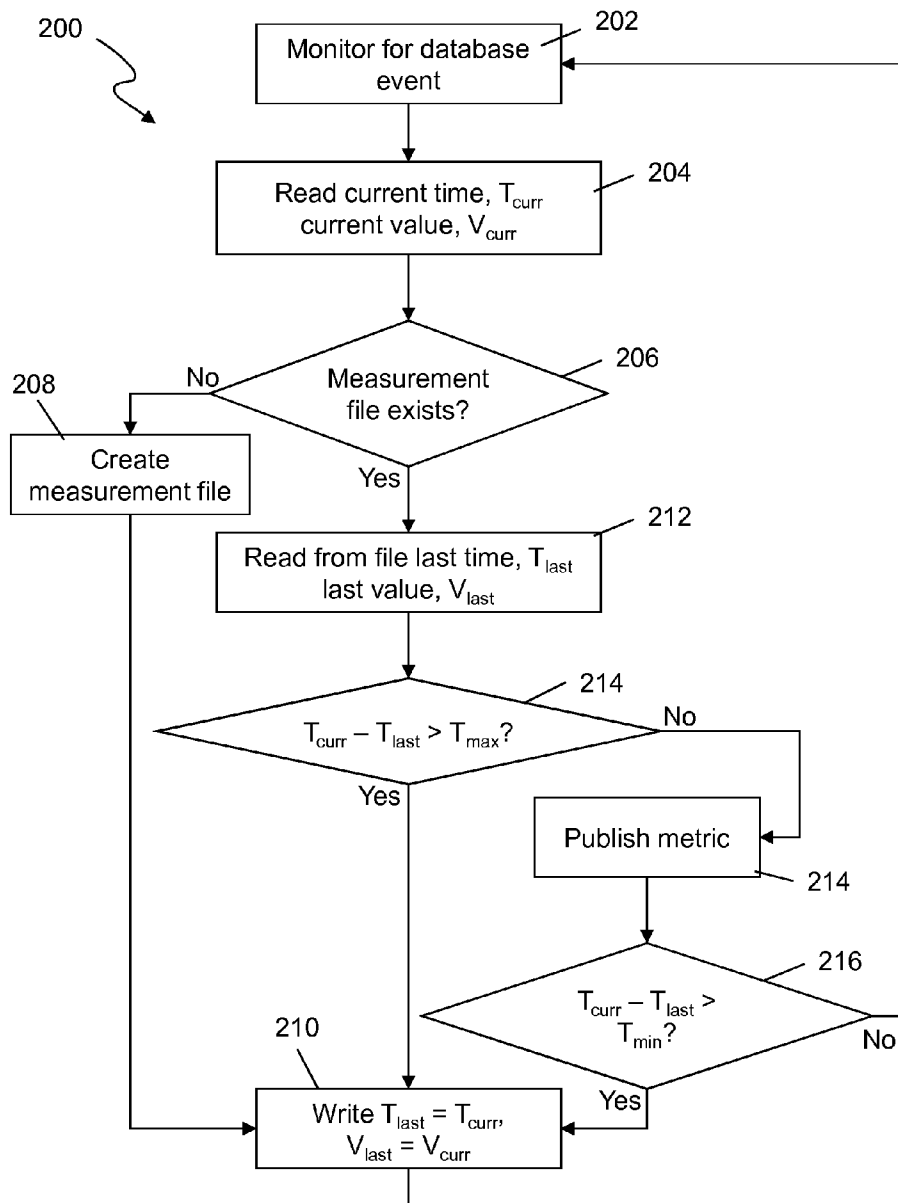 200
202
Monitor for database
event
204
Read current time, Tcurr
current value, Vcurr
206
No
Measurement
file exists?
208
Create
measurement file
Yes
212
Read from file last time, Tlast
last value, Vlast
214
Tcurr – Tlast > Tmax?
No
Yes
Publish metric
214
216
Tcurr – Tlast >
Tmin?
No
210
Yes
Write Tlast = Tcurr,
Vlast = Vcurr